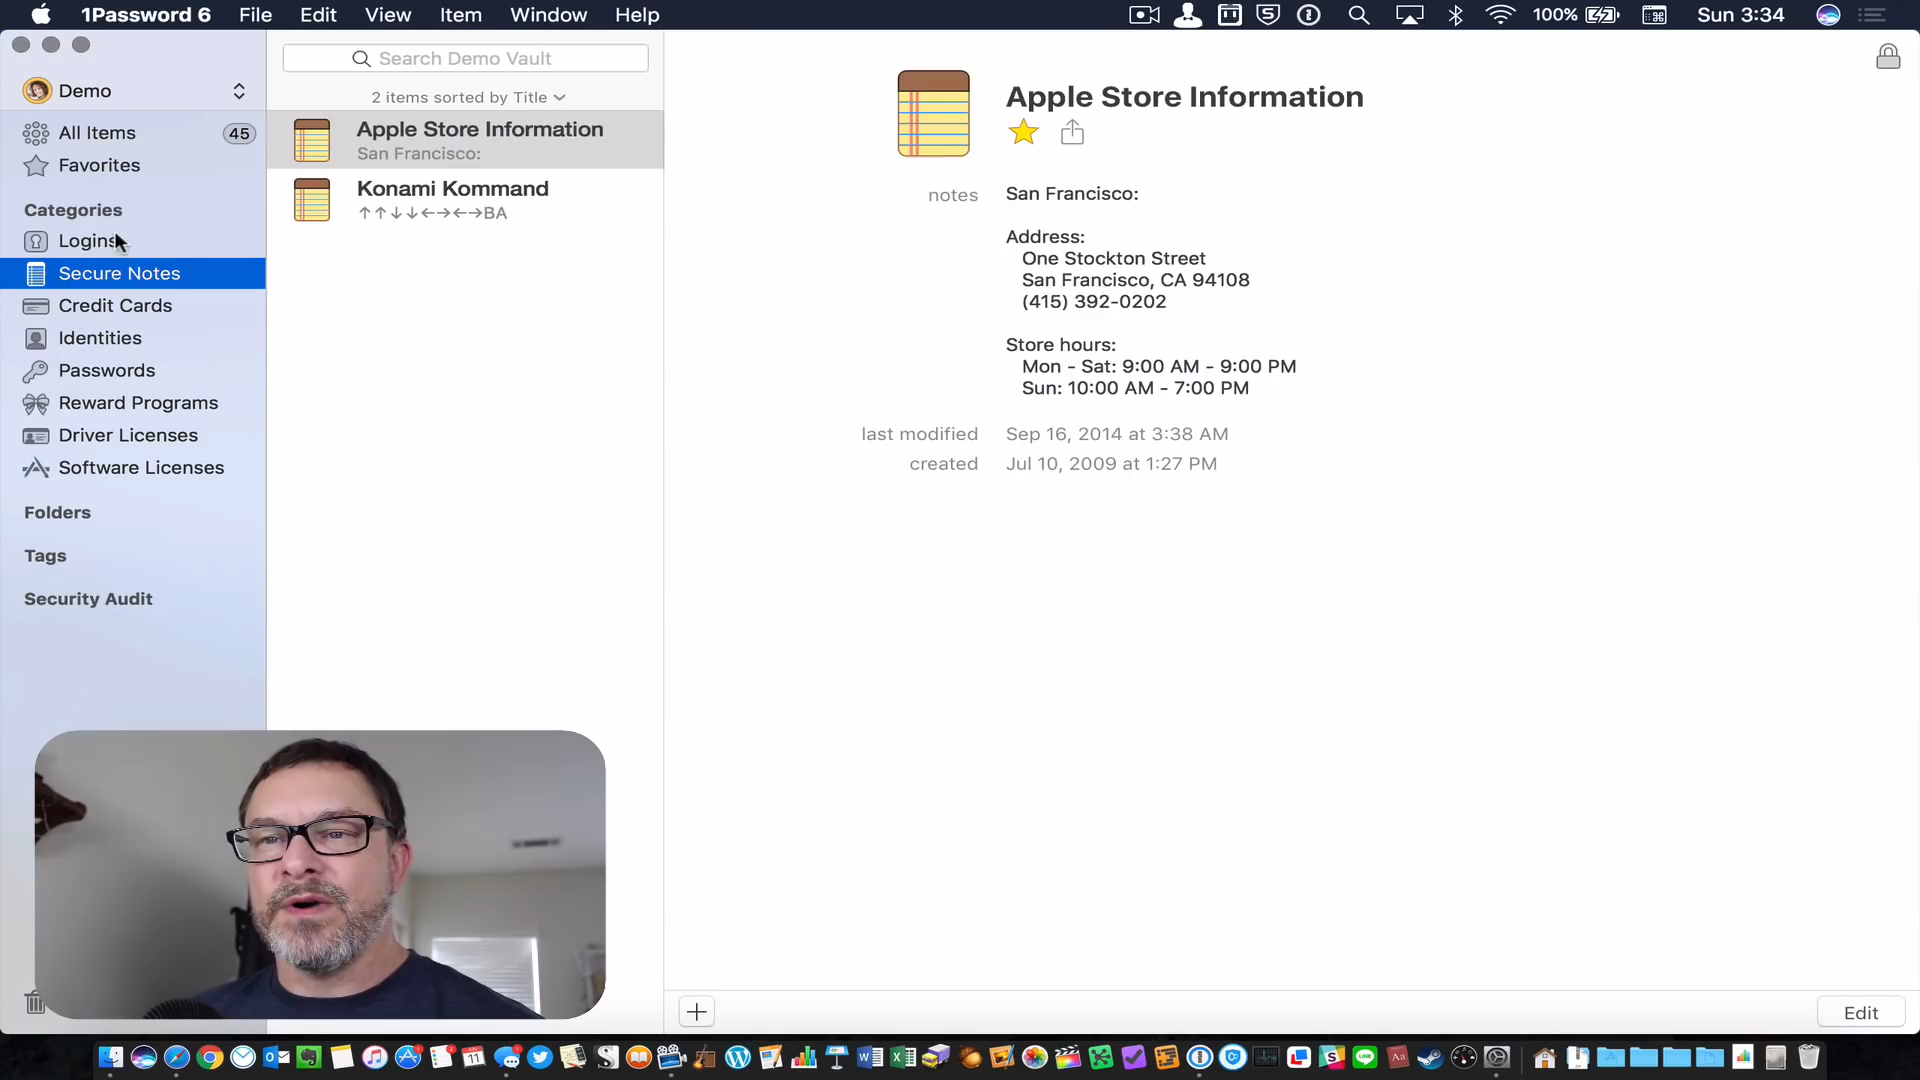 1Password 6 File Edit View Item Window Help 100% Sun 3:34
Demo
All Items 45
Favorites
Categories
Logins
Secure Notes
Credit Cards
Identities
Passwords
Reward Programs
Driver Licenses
Software Licenses
Folders
Tags
Security Audit
Search Demo Vault
2 items sorted by Title
Apple Store Information
San Francisco:
Konami Kommand
↑↑↓↓←→←→BA
Apple Store Information
notes San Francisco:
Address:
One Stockton Street
San Francisco, CA 94108
(415) 392-0202
Store hours:
Mon - Sat: 9:00 AM - 9:00 PM
Sun: 10:00 AM - 7:00 PM
last modified Sep 16, 2014 at 3:38 AM
created Jul 10, 2009 at 1:27 PM
Edit